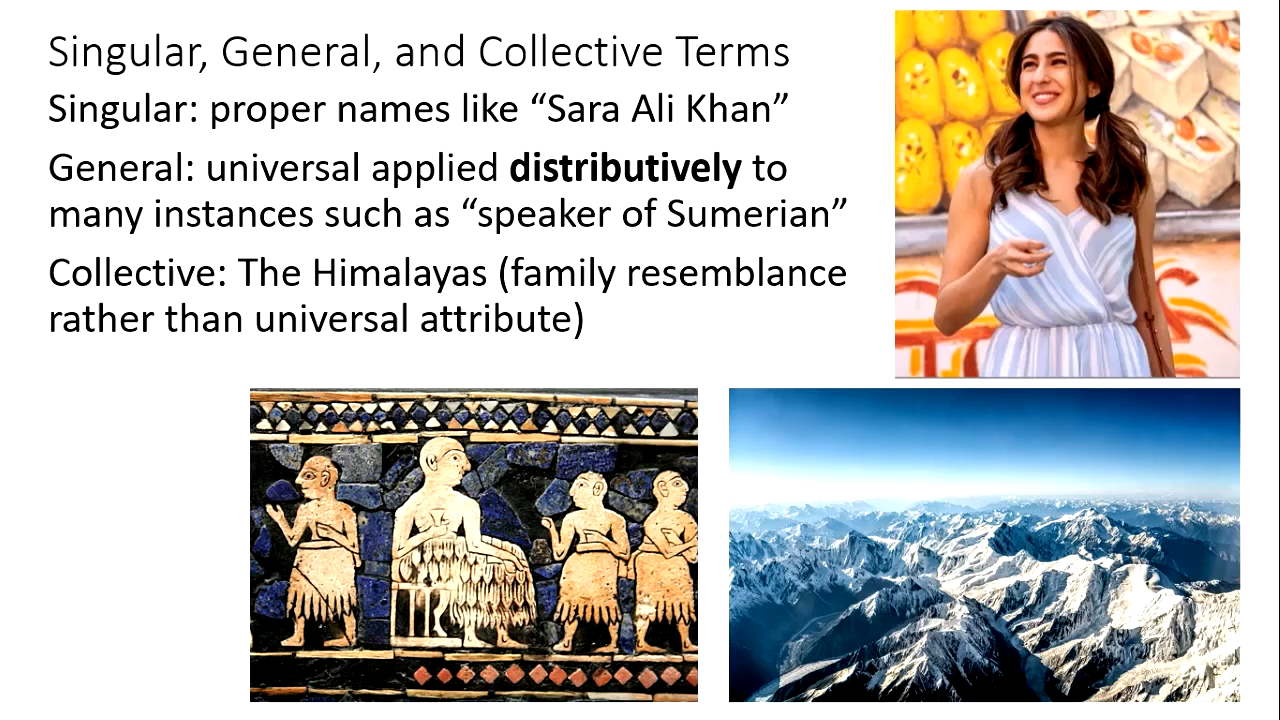 Singular, General, and Collective Terms
Singular: proper names like “Sara Ali Khan”
General: universal applied distributively to
many instances such as “speaker of Sumerian”
Collective: The Himalayas (family resemblance
rather than universal attribute)